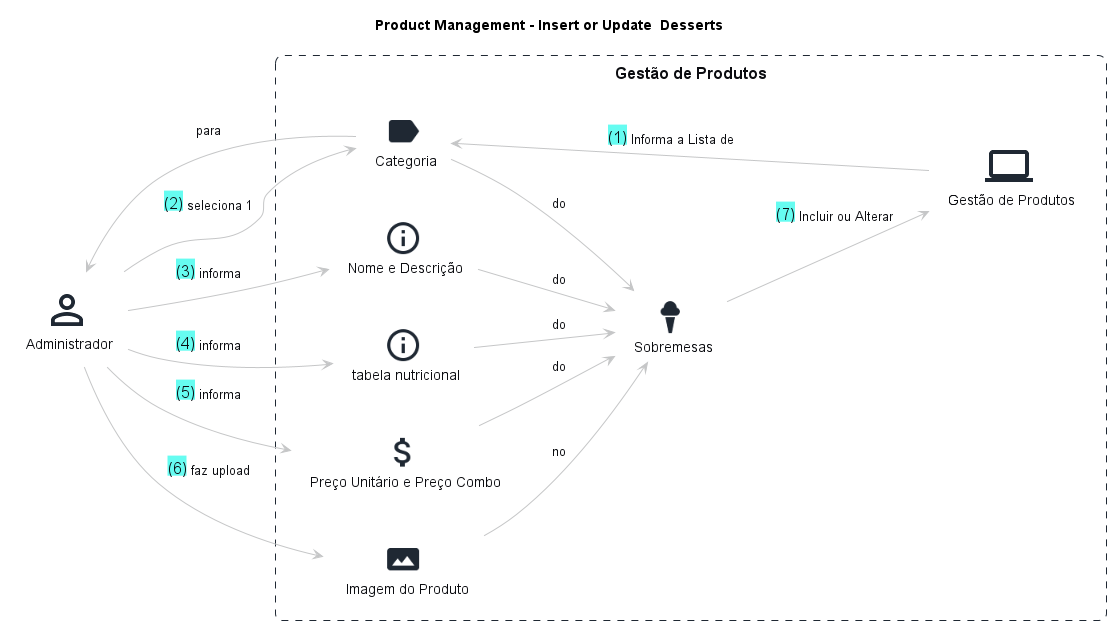 Product Management - Insert or Update  Desserts
Gestão de Produtos
para
(1) Informa a Lista de
Categoria
(2) seleciona 1
do
(7) Incluir ou Alterar
Gestão de Produtos
(3) informa
Nome e Descrição
do
Administrador
(4) informa
do
Sobremesas
tabela nutricional
do
(5) informa
no
(6) faz upload
Preço Unitário e Preço Combo
Imagem do Produto